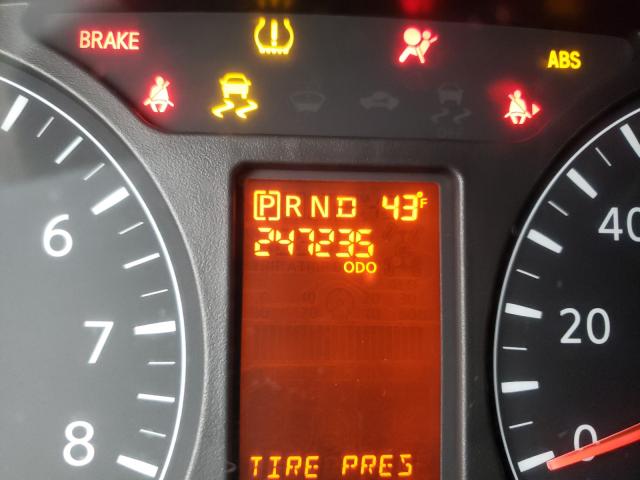 BRAKE
ABS
PRND 43°F
247235
ODO
TIRE PRES
6
7
8
40
20
0